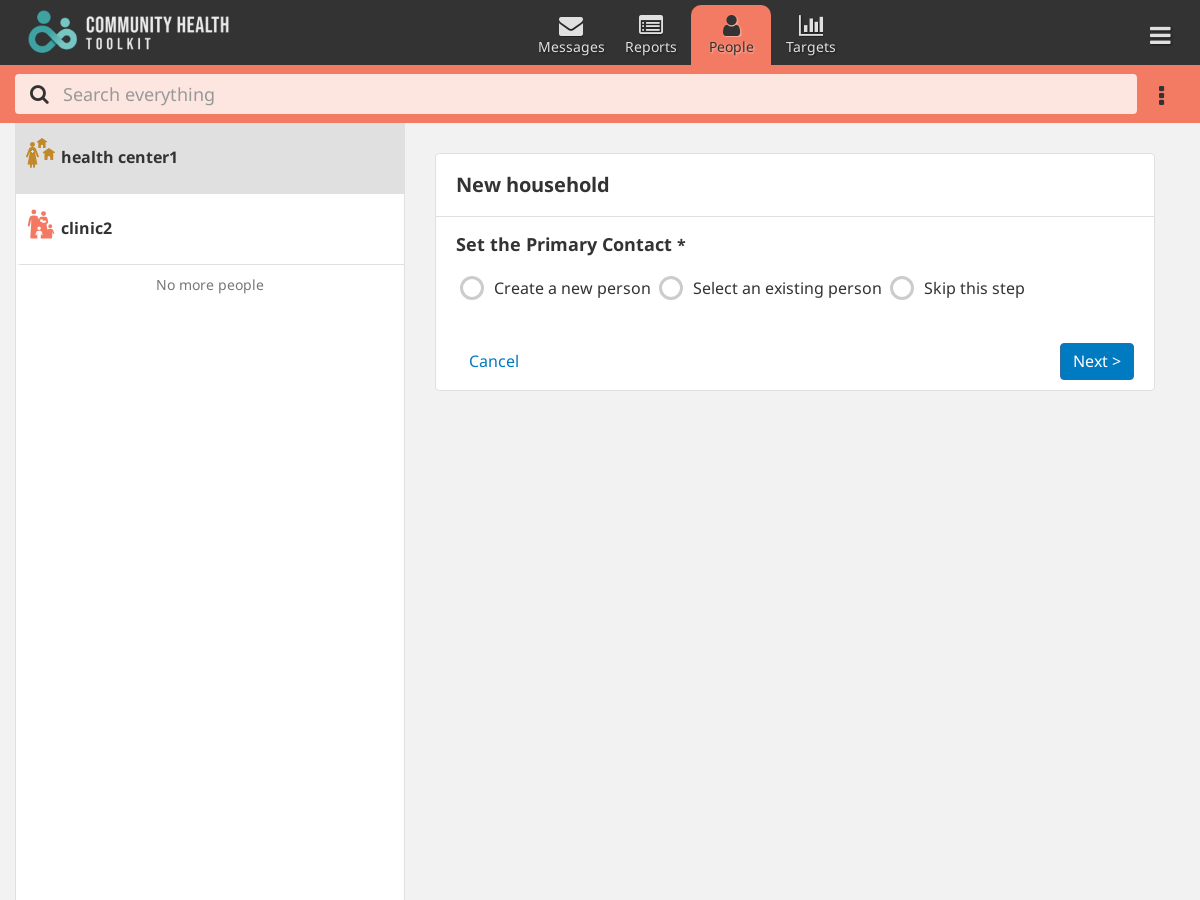 COMMUNITY HEALTH
TOOLKIT
Messages
Reports
People
Targets
Search everything
health center1
clinic2
No more people
New household
Set the Primary Contact *
Create a new person
Select an existing person
Skip this step
Cancel
Next >